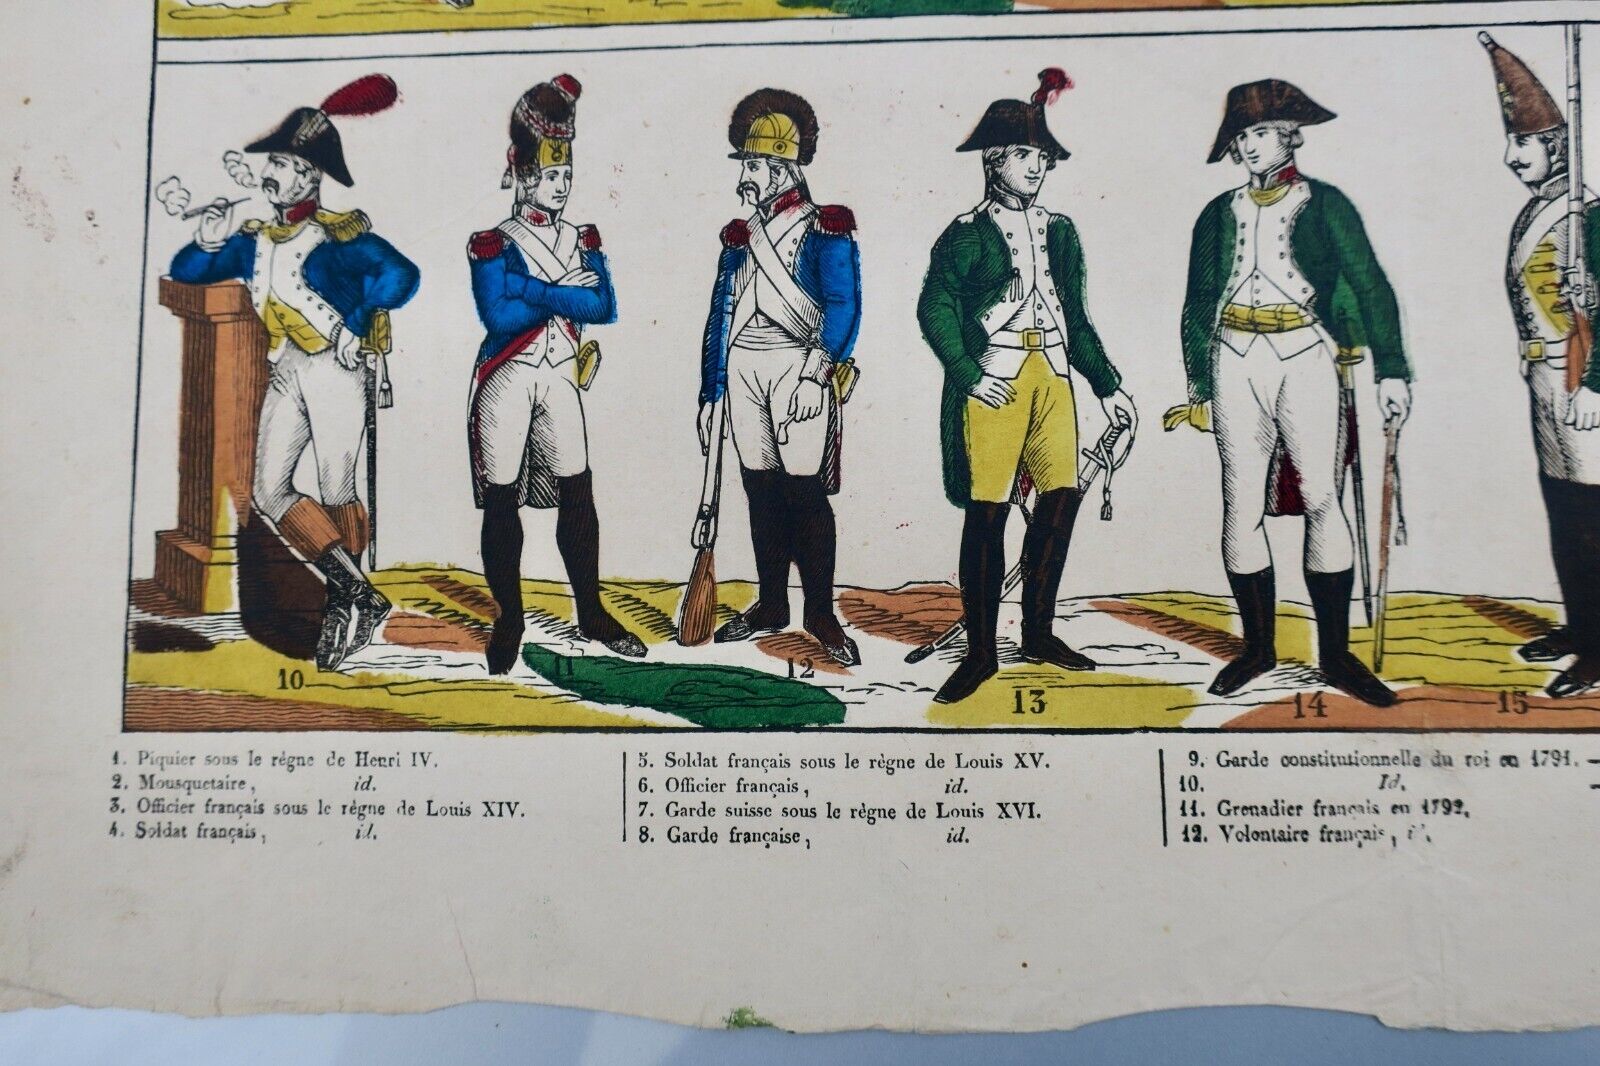 10
11
12
13
14
15
1. Piquier sous le règne de Henri IV.
2. Mousquetaire, id.
3. Officier français sous le règne de Louis XIV.
4. Soldat français, id.
5. Soldat français sous le règne de Louis XV.
6. Officier français, id.
7. Garde suisse sous le règne de Louis XVI.
8. Garde française, id.
9. Garde constitutionnelle du roi en 1791. —
10. Id. —
11. Grenadier français en 1792.
12. Volontaire français,